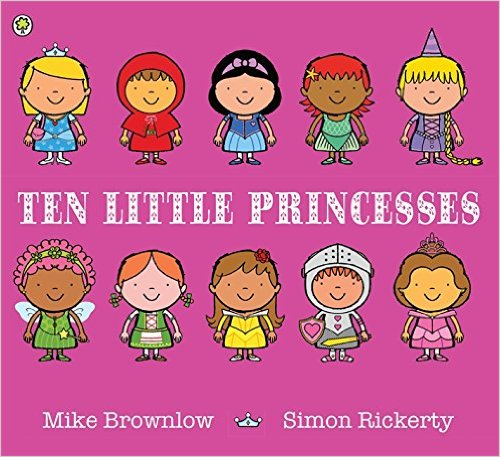 TEN LITTLE PRINCESSES
Mike Brownlow Simon Rickerty